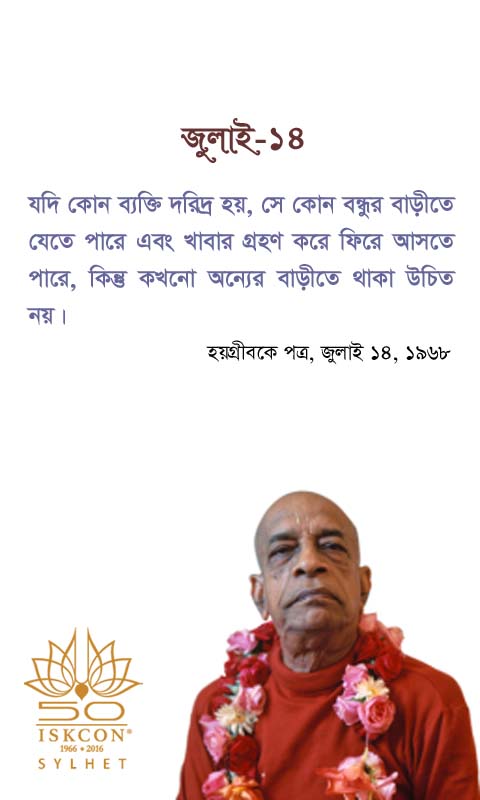 জুলাই-১৪
যদি কোন ব্যক্তি দরিদ্র হয়, সে কোন বন্ধুর বাড়ীতে
যেতে পারে এবং খাবার গ্রহণ করে ফিরে আসতে
পারে, কিন্তু কখনো অন্যের বাড়ীতে থাকা উচিত
নয়।
হয়গ্রীবকে পত্র, জুলাই ১৪, ১৯৬৮
50
ISKCON®
1966 • 2016
SYLHET